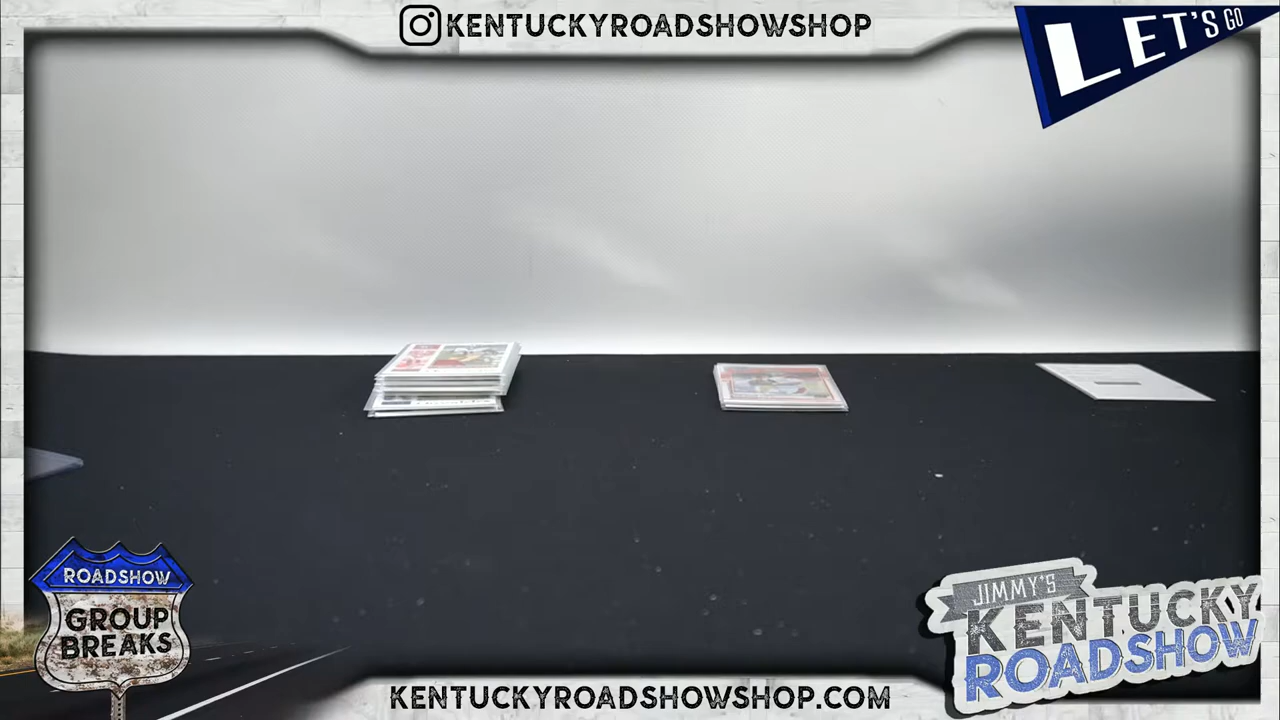 KENTUCKYROADSHOWSHOP
LET'S GO
ROADSHOW
GROUP
BREAKS
JIMMY'S
KENTUCKY
ROADSHOW
KENTUCKYROADSHOWSHOP.COM